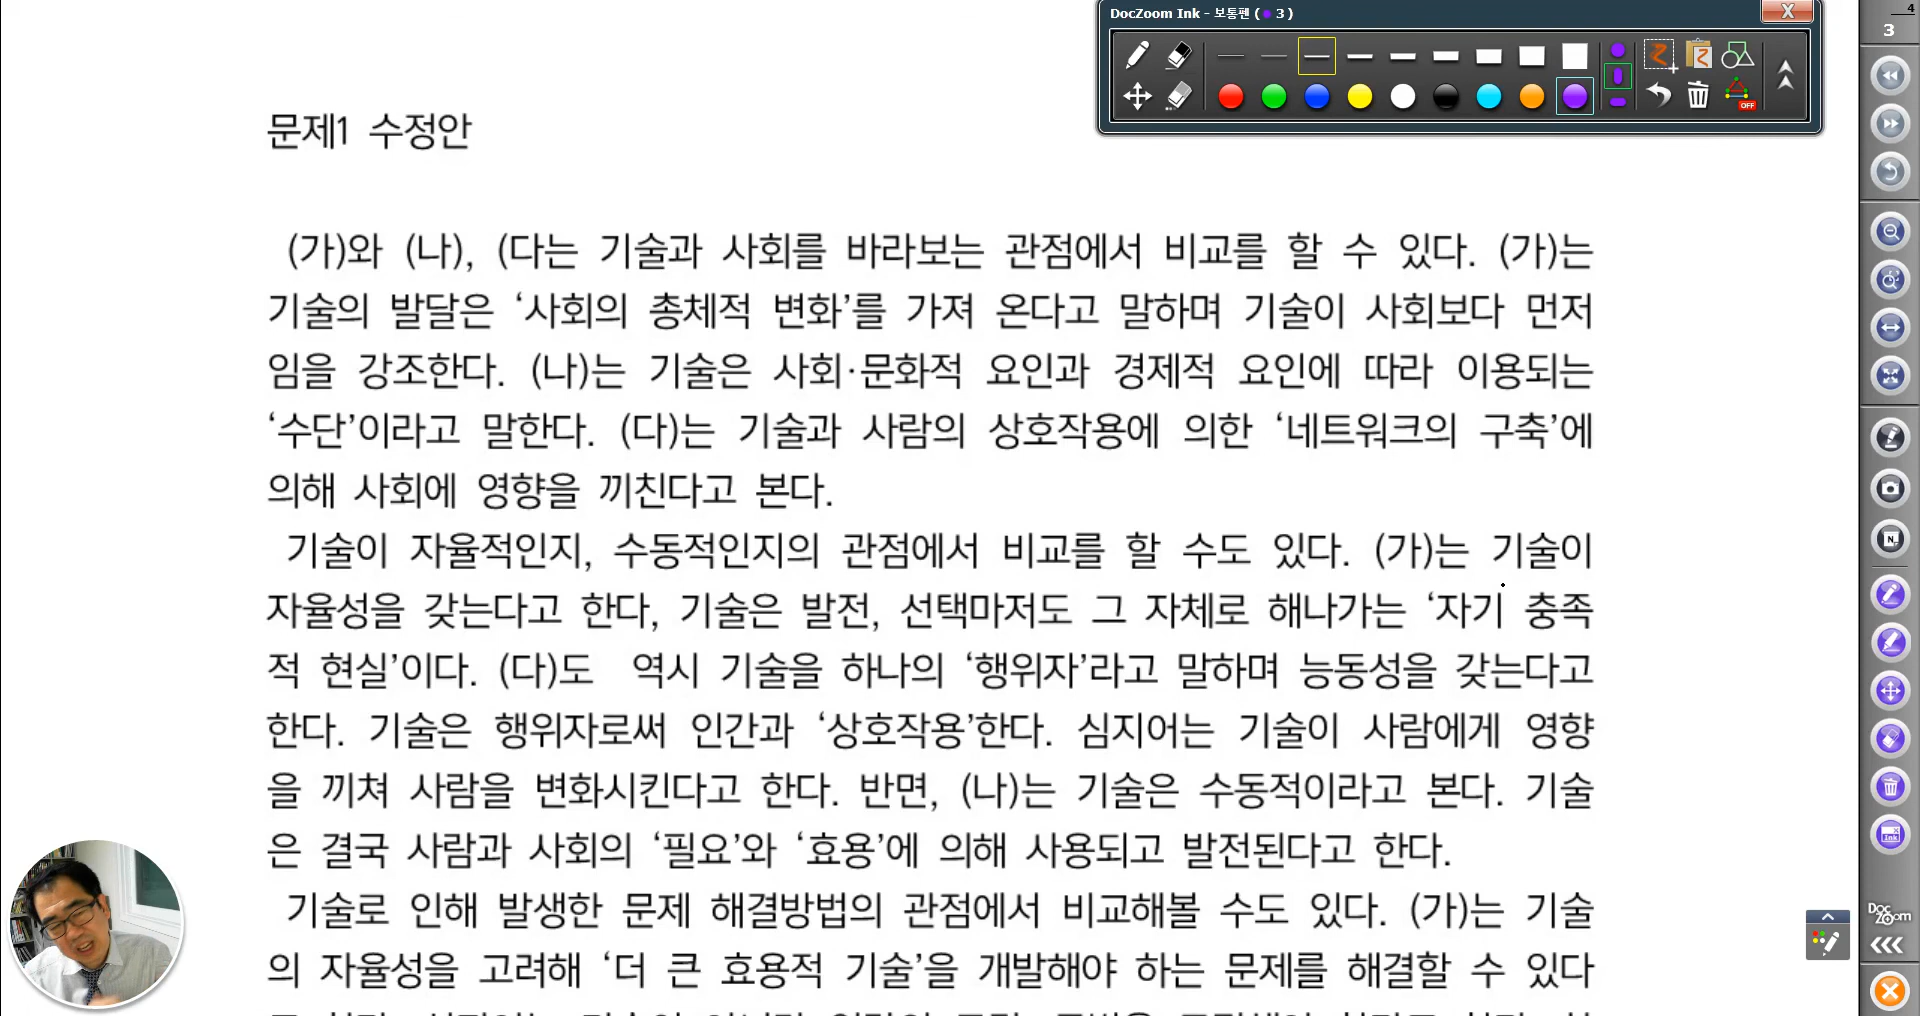 4
DocZoom Ink - 보통펜 ( 3 )
3
OFF
문제1 수정안
(가)와 (나), (다는 기술과 사회를 바라보는 관점에서 비교를 할 수 있다. (가)는
기술의 발달은 ‘사회의 총체적 변화’를 가져 온다고 말하며 기술이 사회보다 먼저
임을 강조한다. (나)는 기술은 사회·문화적 요인과 경제적 요인에 따라 이용되는
‘수단’이라고 말한다. (다)는 기술과 사람의 상호작용에 의한 ‘네트워크의 구축’에
의해 사회에 영향을 끼친다고 본다.
기술이 자율적인지, 수동적인지의 관점에서 비교를 할 수도 있다. (가)는 기술이
자율성을 갖는다고 한다, 기술은 발전, 선택마저도 그 자체로 해나가는 ‘자기 충족
적 현실’이다. (다)도 역시 기술을 하나의 ‘행위자’라고 말하며 능동성을 갖는다고
한다. 기술은 행위자로써 인간과 ‘상호작용’한다. 심지어는 기술이 사람에게 영향
을 끼쳐 사람을 변화시킨다고 한다. 반면, (나)는 기술은 수동적이라고 본다. 기술
은 결국 사람과 사회의 ‘필요’와 ‘효용’에 의해 사용되고 발전된다고 한다.
기술로 인해 발생한 문제 해결방법의 관점에서 비교해볼 수도 있다. (가)는 기술
의 자율성을 고려해 ‘더 큰 효용적 기술’을 개발해야 하는 문제를 해결할 수 있다
Doc Zoom